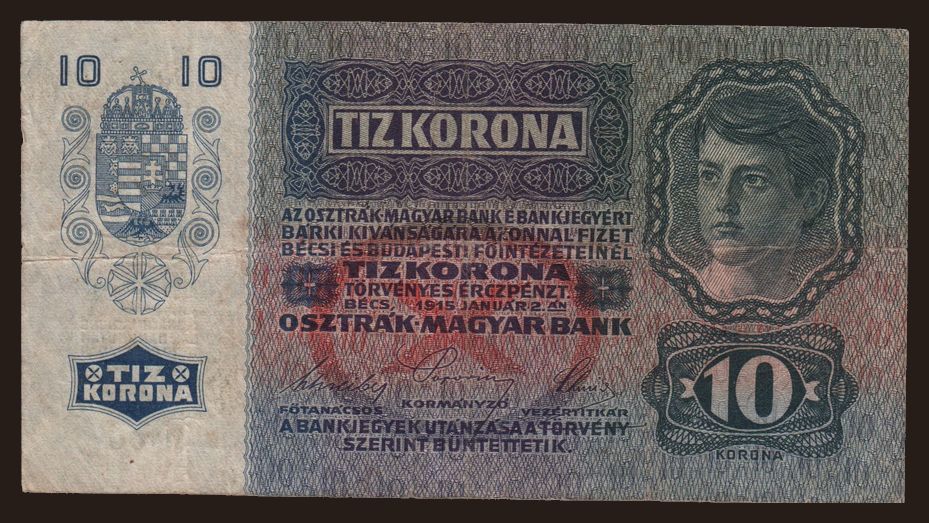 10 10
TIZ KORONA
AZ OSZTRÁK-MAGYAR BANK E BANKJEGYÉRT
BÁRKI KÍVÁNSÁGÁRA AZONNAL FIZET
BÉCSI ÉS BUDAPESTI FŐINTÉZETEINÉL
TIZ KORONA
TÖRVÉNYES ÉRCZPÉNZT.
BÉCS, 1915. JANUÁR 2.ÁN
OSZTRÁK-MAGYAR BANK
FŐTANÁCSOS KORMÁNYZÓ VEZÉRTITKÁR
A BANKJEGYEK UTÁNZÁSA A TÖRVÉNY
SZERINT BÜNTETTETIK.
TIZ
KORONA
10
KORONA